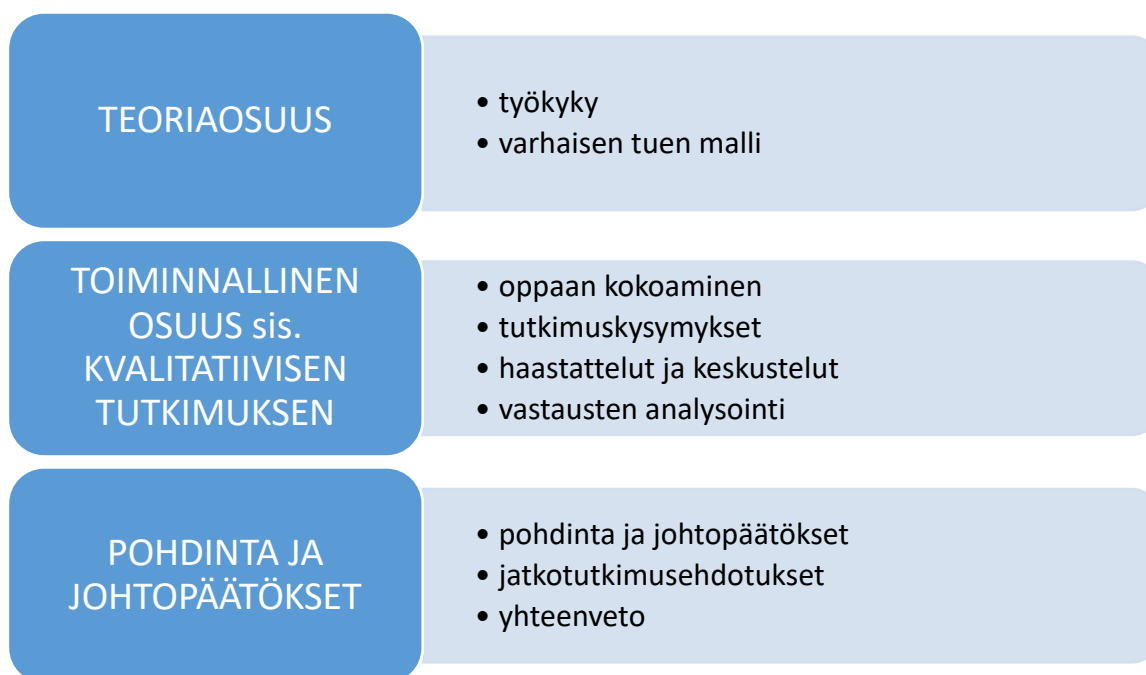 TEORIAOSUUS
• työkyky
• varhaisen tuen malli
TOIMINNALLINEN
OSUUS sis.
KVALITATIIVISEN
TUTKIMUKSEN
• oppaan kokoaminen
• tutkimuskysymykset
• haastattelut ja keskustelut
• vastausten analysointi
POHDINTA JA
JOHTOPÄÄTÖKSET
• pohdinta ja johtopäätökset
• jatkotutkimusehdotukset
• yhteenveto